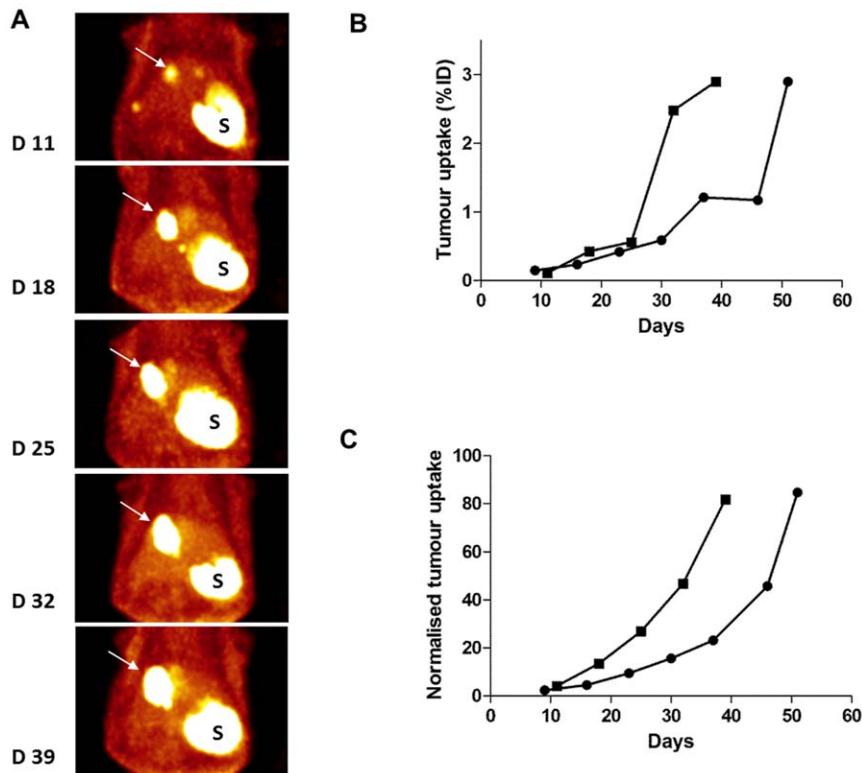 A
D 11
S
D 18
S
D 25
S
D 32
S
D 39
S
B
Tumour uptake (%ID)
3
2
1
0
0 10 20 30 40 50 60
Days
C
Normalised tumour uptake
100
80
60
40
20
0
0 10 20 30 40 50 60
Days